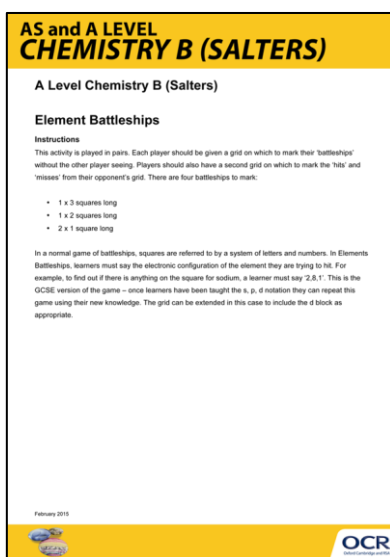 AS and A LEVEL
CHEMISTRY B (SALTERS)
A Level Chemistry B (Salters)
Element Battleships
Instructions
This activity is played in pairs. Each player should be given a grid on which to mark their ‘battleships’
without the other player seeing. Players should also have a second grid on which to mark the ‘hits’ and
‘misses’ from their opponent’s grid. There are four battleships to mark:
• 1 x 3 squares long
• 1 x 2 squares long
• 2 x 1 square long
In a normal game of battleships, squares are referred to by a system of letters and numbers. In Elements
Battleships, learners must say the electronic configuration of the element they are trying to hit. For
example, to find out if there is anything on the square for sodium, a learner must say ‘2,8,1’. This is the
GCSE version of the game – once learners have been taught the s, p, d notation they can repeat this
game using their new knowledge. The grid can be extended in this case to include the d block as
appropriate.
February 2015
OCR